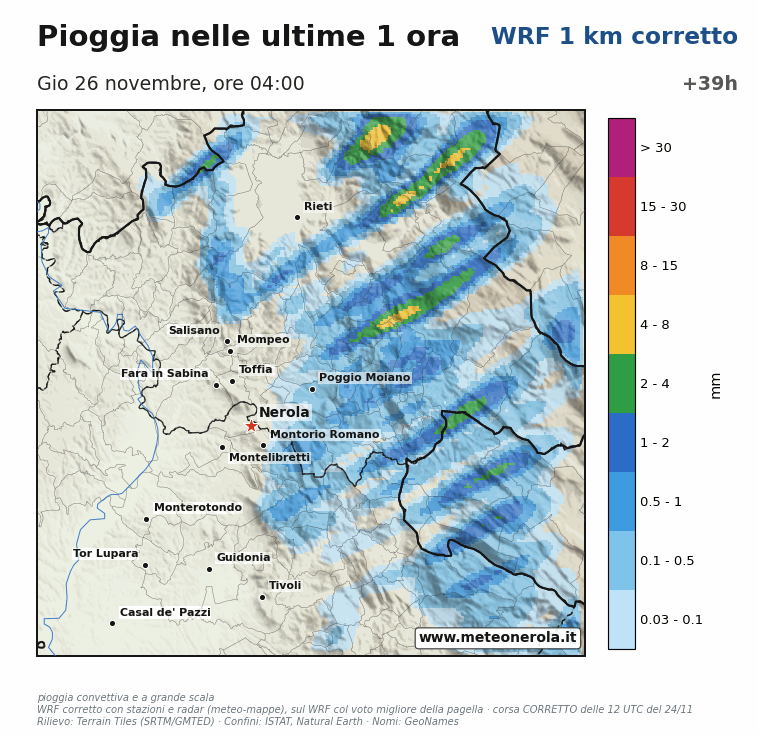 Pioggia nelle ultime 1 ora
WRF 1 km corretto
Gio 26 novembre, ore 04:00
+39h
Rieti
Salisano
Mompeo
Fara in Sabina
Toffia
Poggio Moiano
Nerola
Montorio Romano
Montelibretti
Monterotondo
Tor Lupara
Guidonia
Tivoli
Casal de' Pazzi
www.meteonerola.it
> 30
15 - 30
8 - 15
4 - 8
2 - 4
1 - 2
0.5 - 1
0.1 - 0.5
0.03 - 0.1
mm
pioggia convettiva e a grande scala
WRF corretto con stazioni e radar (meteo-mappe), sul WRF col voto migliore della pagella · corsa CORRETTO delle 12 UTC del 24/11
Rilievo: Terrain Tiles (SRTM/GMTED) · Confini: ISTAT, Natural Earth · Nomi: GeoNames